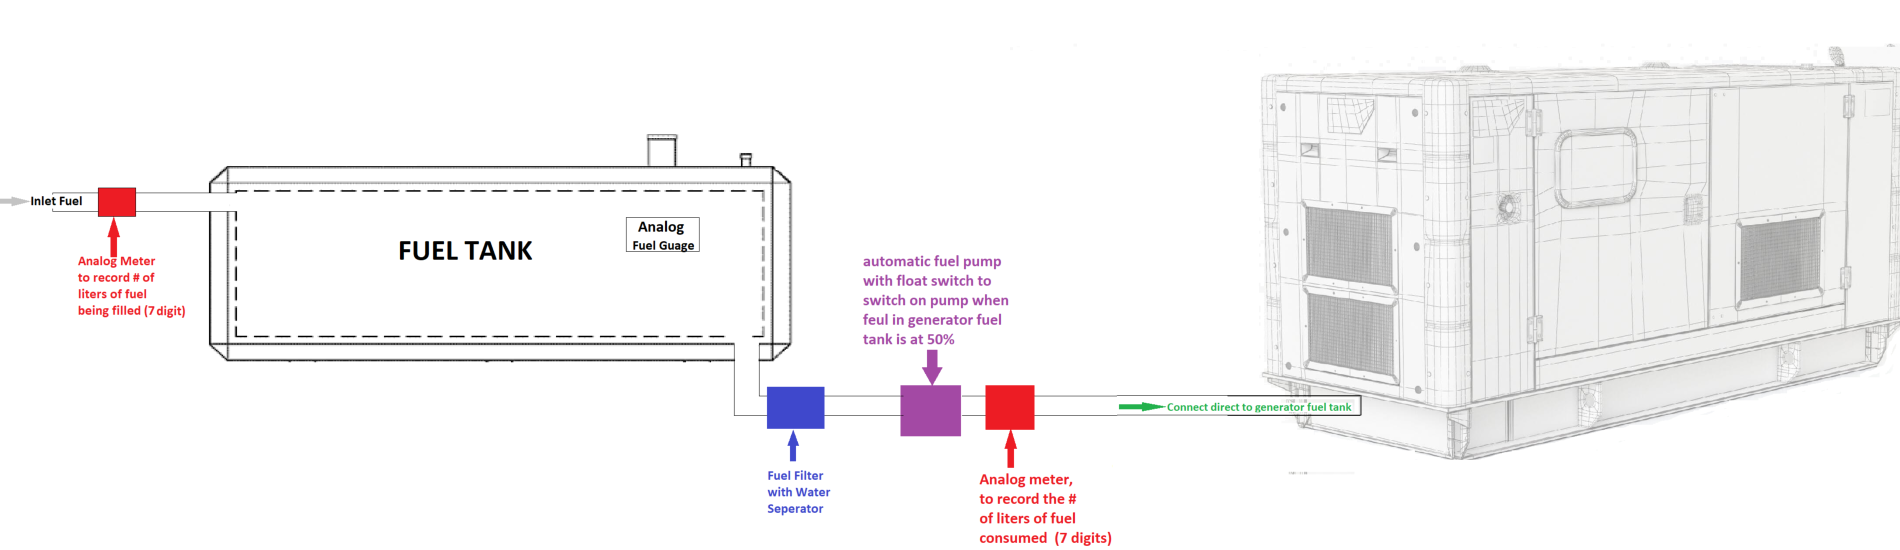 Inlet Fuel
Analog Meter
to record # of
liters of fuel
being filled (7 digit)
FUEL TANK
Analog
Fuel Guage
automatic fuel pump
with float switch to
switch on pump when
feul in generator fuel
tank is at 50%
Connect direct to generator fuel tank
Fuel Filter
with Water
Seperator
Analog meter,
to record the #
of liters of fuel
consumed (7 digits)